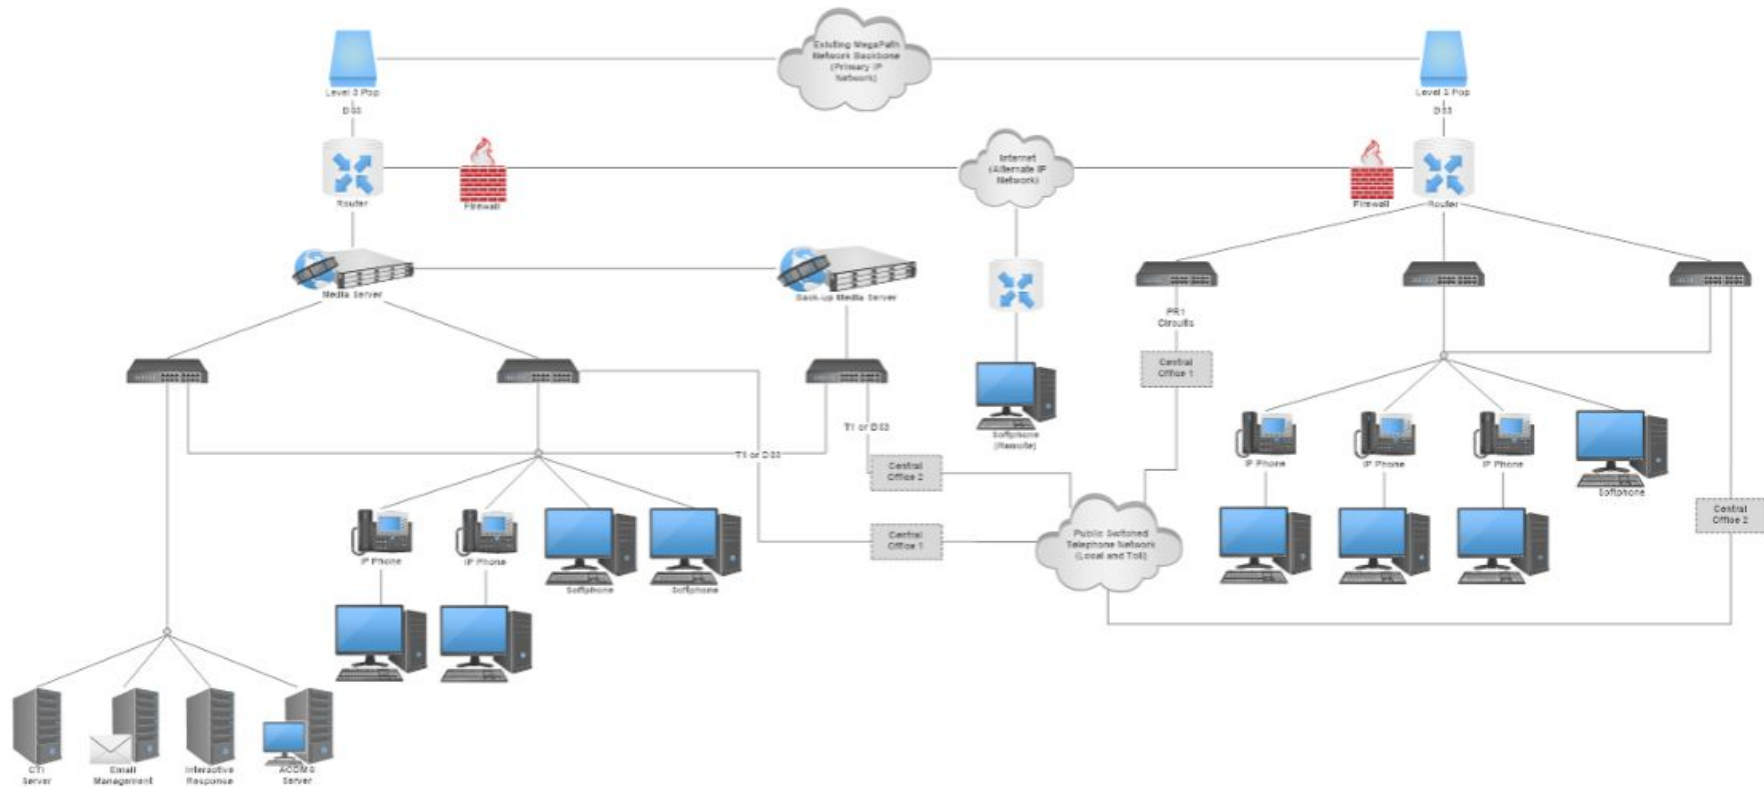 Existing MegaPath
Network Backbone
(Primary IP
Network)
Level 3 Pop
DS3
Level 3 Pop
DS3
Internet
(Alternate IP
Network)
Router
Firewall
Firewall
Router
Media Server
Back-up Media Server
PR1
Circuits
Central
Office 1
T1 or DS3
Softphone
(Remote)
T1 or DS3
Central
Office 2
IP Phone
IP Phone
IP Phone
Softphone
Central
Office 2
Central
Office 1
Public Switched
Telephone Network
(Local and Toll)
IP Phone
IP Phone
Softphone
Softphone
CTI
Server
Email
Management
Interactive
Response
Server